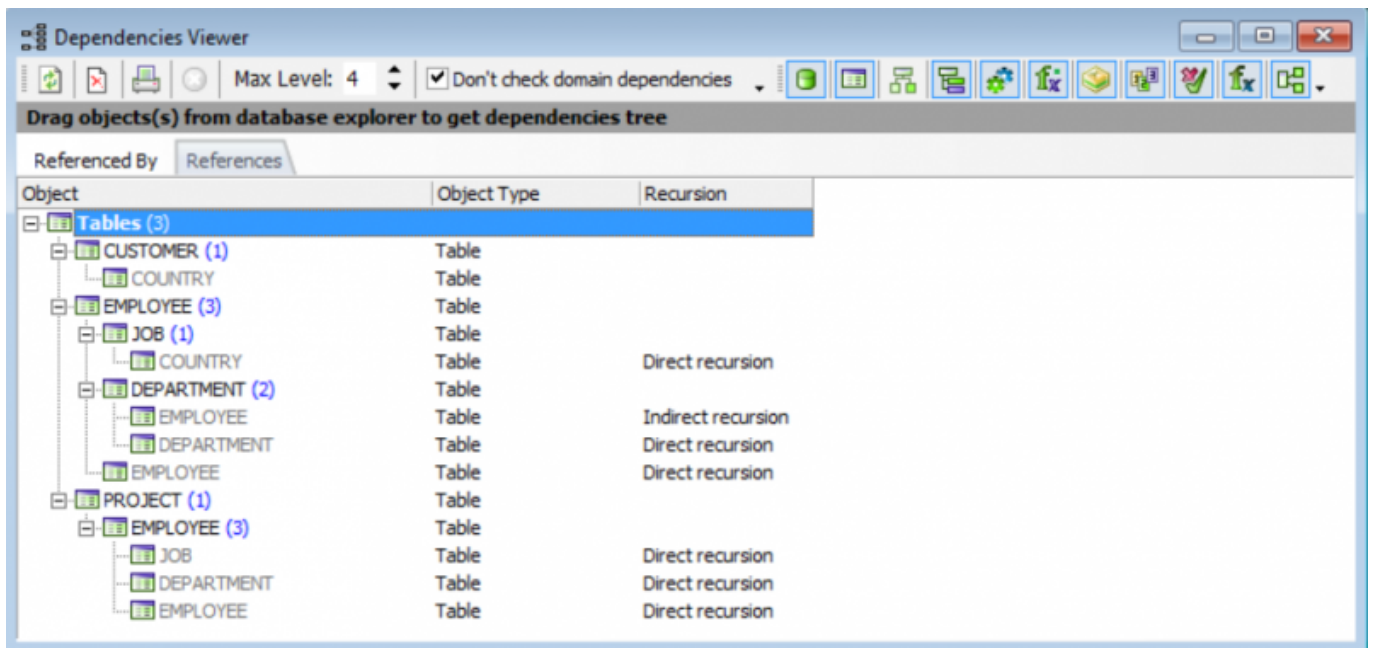 Dependencies Viewer
Max Level: 4 Don't check domain dependencies
Drag objects(s) from database explorer to get dependencies tree
Referenced By References
Object Object Type Recursion
Tables (3)
CUSTOMER (1) Table
COUNTRY Table
EMPLOYEE (3) Table
JOB (1) Table
COUNTRY Table Direct recursion
DEPARTMENT (2) Table
EMPLOYEE Table Indirect recursion
DEPARTMENT Table Direct recursion
EMPLOYEE Table Direct recursion
PROJECT (1) Table
EMPLOYEE (3) Table
JOB Table Direct recursion
DEPARTMENT Table Direct recursion
EMPLOYEE Table Direct recursion